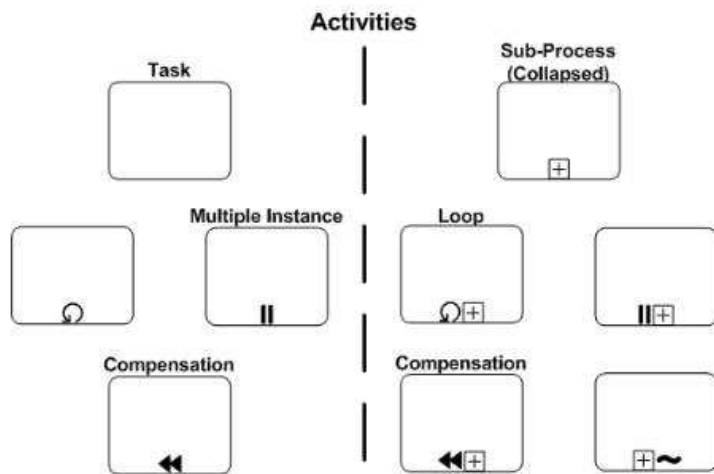 Activities
Task
Sub-Process
(Collapsed)
Multiple Instance
Loop
Compensation
Compensation